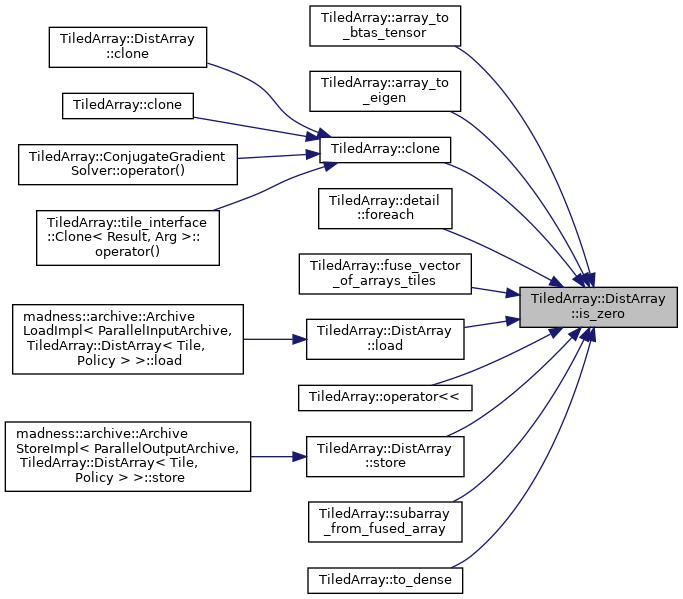 TiledArray::DistArray
::clone
TiledArray::clone
TiledArray::ConjugateGradient
Solver::operator()
TiledArray::tile_interface
::Clone< Result, Arg >::
operator()
madness::archive::Archive
LoadImpl< ParallelInputArchive,
TiledArray::DistArray< Tile,
Policy > >::load
madness::archive::Archive
StoreImpl< ParallelOutputArchive,
TiledArray::DistArray< Tile,
Policy > >::store
TiledArray::array_to
_btas_tensor
TiledArray::array_to
_eigen
TiledArray::clone
TiledArray::detail
::foreach
TiledArray::fuse_vector
_of_arrays_tiles
TiledArray::DistArray
::load
TiledArray::operator<<
TiledArray::DistArray
::store
TiledArray::subarray
_from_fused_array
TiledArray::to_dense
TiledArray::DistArray
::is_zero